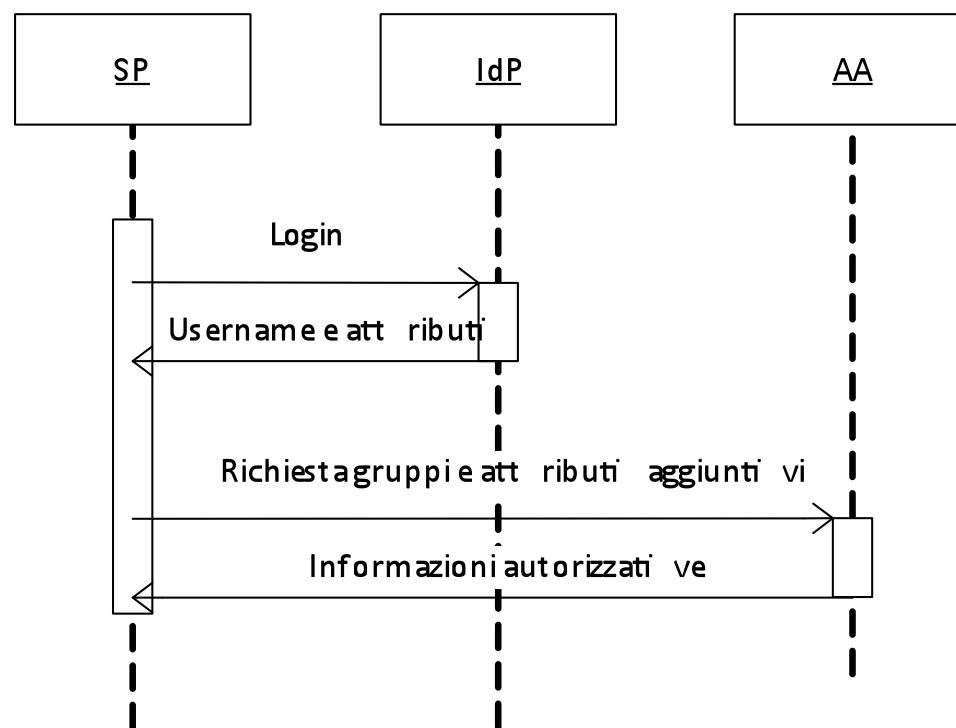 SP
IdP
AA
Login
Username e attributi
Richiesta gruppi e attributi aggiuntivi
Informazioni autorizzative